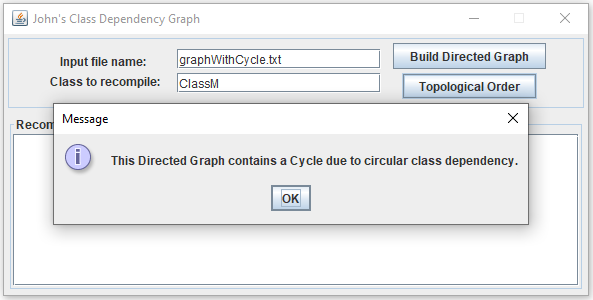 John's Class Dependency Graph
Input file name: graphWithCycle.txt Build Directed Graph
Class to recompile: ClassM Topological Order
Recom
Message
This Directed Graph contains a Cycle due to circular class dependency.
OK